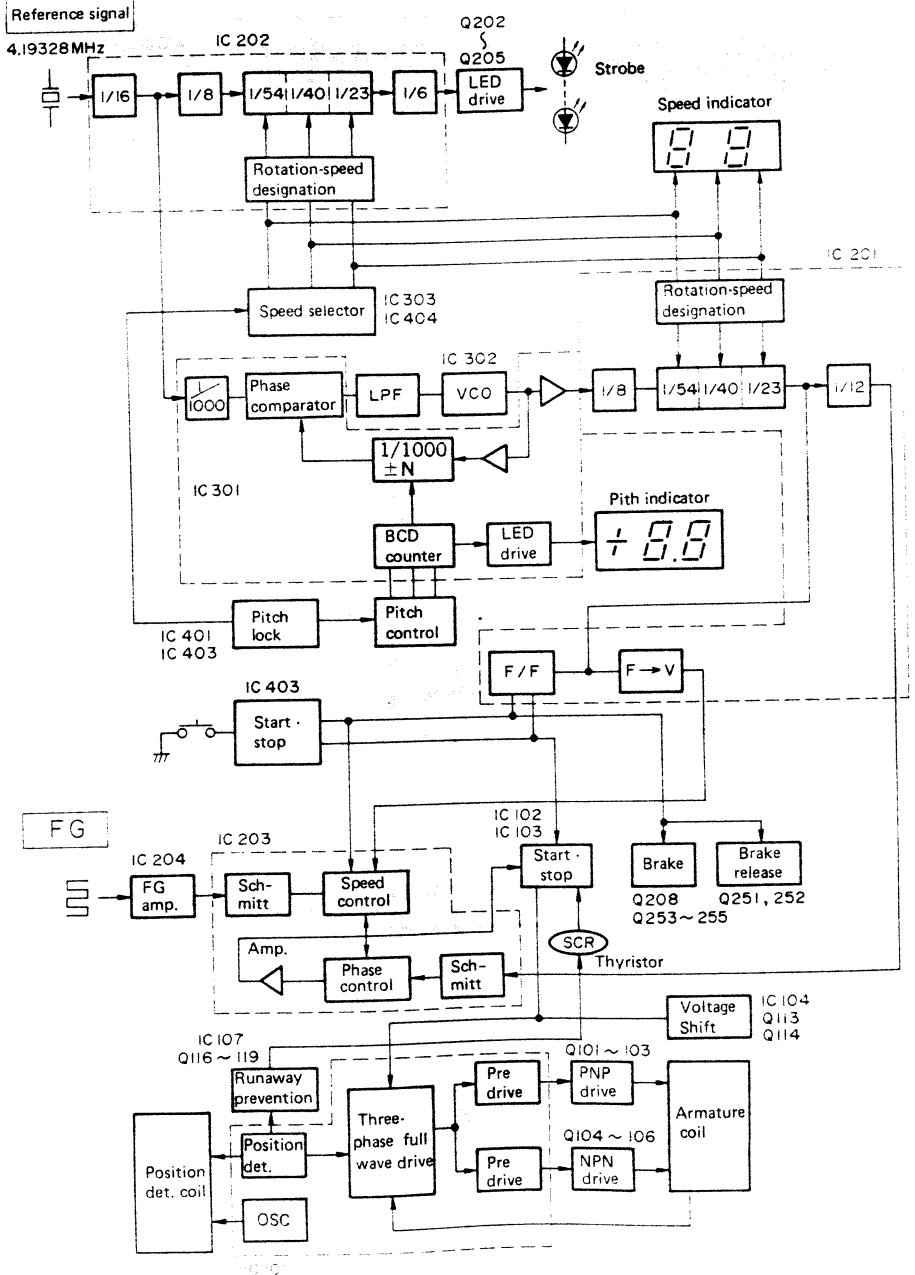 Reference signal
4.19328MHz
IC 202
Q202
Q205
1/16
1/8
1/54
1/40
1/23
1/6
LED
drive
Strobe
Speed indicator
8 8
Rotation-speed
designation
IC 201
Speed selector
IC 303
IC 404
Rotation-speed
designation
1/1000
Phase
comparator
LPF
IC 302
VCO
1/8
1/54
1/40
1/23
1/12
1/1000
±N
IC 301
BCD
counter
LED
drive
Pith indicator
÷ 8.8
Pitch
lock
IC 401
IC 403
Pitch
control
F/F
F→V
IC 403
Start ·
stop
FG
IC 204
FG
amp.
IC 203
Sch-
mitt
Speed
control
IC 102
IC 103
Start ·
stop
Brake
Q208
Q253~255
Brake
release
Q251, 252
Amp.
Phase
control
Sch-
mitt
SCR
Thyristor
Voltage
Shift
IC 104
Q113
Q114
IC 107
Q116~119
Runaway
prevention
Position
det. coil
Position
det.
OSC
Three-
phase full
wave drive
Pre
drive
Q101~103
PNP
drive
Armature
coil
Pre
drive
Q104~106
NPN
drive